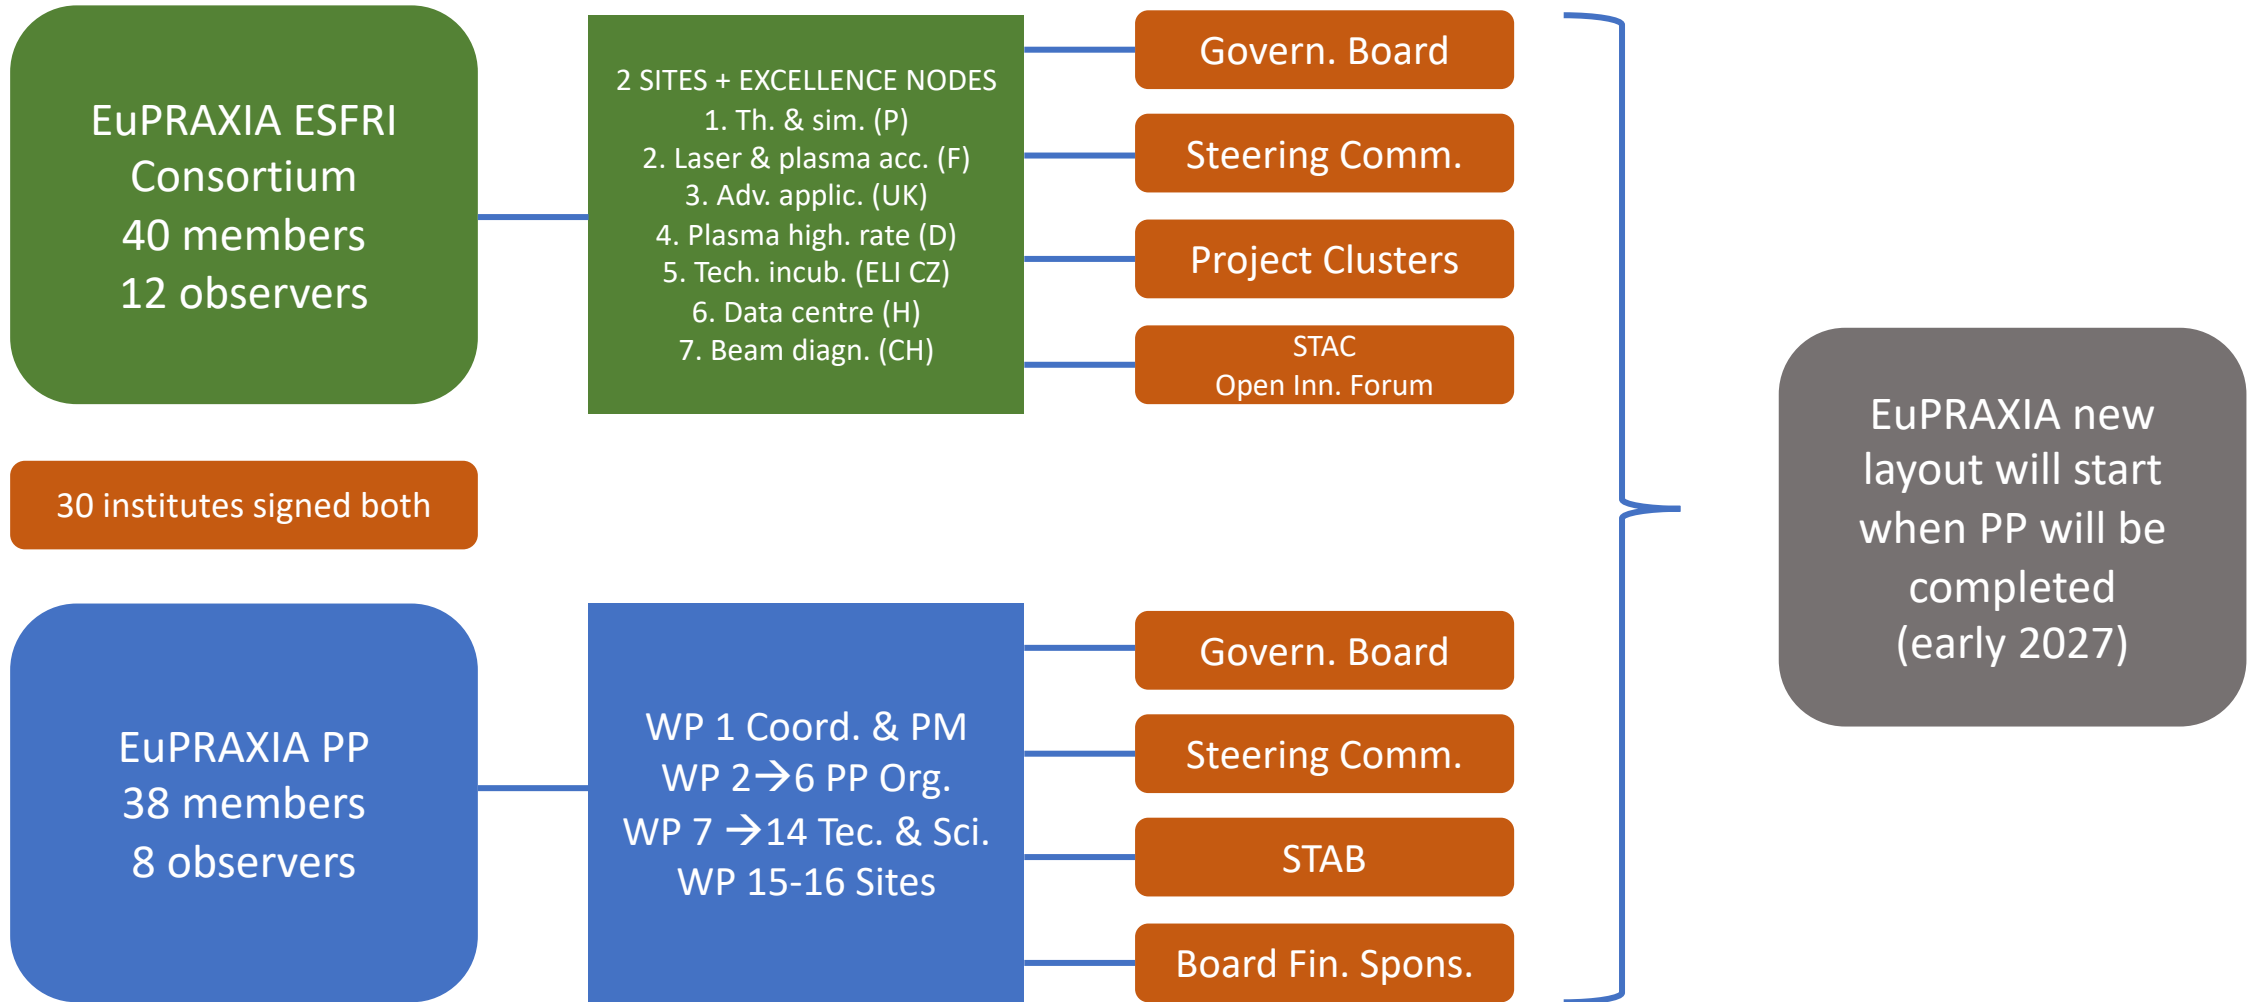 EuPRAXIA ESFRI
Consortium
40 members
12 observers
2 SITES + EXCELLENCE NODES
1. Th. & sim. (P)
2. Laser & plasma acc. (F)
3. Adv. applic. (UK)
4. Plasma high. rate (D)
5. Tech. incub. (ELI CZ)
6. Data centre (H)
7. Beam diagn. (CH)
Govern. Board
Steering Comm.
Project Clusters
STAC
Open Inn. Forum
30 institutes signed both
EuPRAXIA PP
38 members
8 observers
WP 1 Coord. & PM
WP 2→6 PP Org.
WP 7 →14 Tec. & Sci.
WP 15-16 Sites
Govern. Board
Steering Comm.
STAB
Board Fin. Spons.
EuPRAXIA new
layout will start
when PP will be
completed
(early 2027)